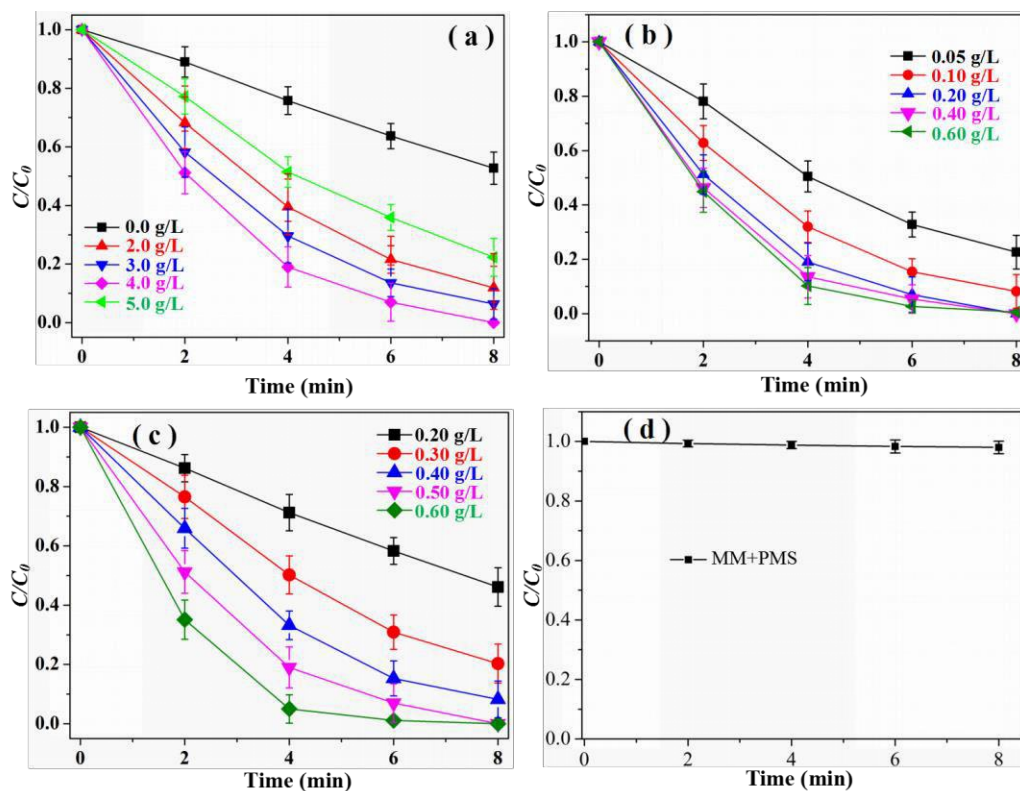 ( a )
1.0
0.8
0.6
0.4
0.2
0.0
C/C0
0.0 g/L
2.0 g/L
3.0 g/L
4.0 g/L
5.0 g/L
0 2 4 6 8
Time (min)
( b )
1.0
0.8
0.6
0.4
0.2
0.0
C/C0
0.05 g/L
0.10 g/L
0.20 g/L
0.40 g/L
0.60 g/L
0 2 4 6 8
Time (min)
( c )
1.0
0.8
0.6
0.4
0.2
0.0
C/C0
0.20 g/L
0.30 g/L
0.40 g/L
0.50 g/L
0.60 g/L
0 2 4 6 8
Time (min)
( d )
1.0
0.8
0.6
0.4
0.2
0.0
C/C0
MM+PMS
0 2 4 6 8
Time (min)